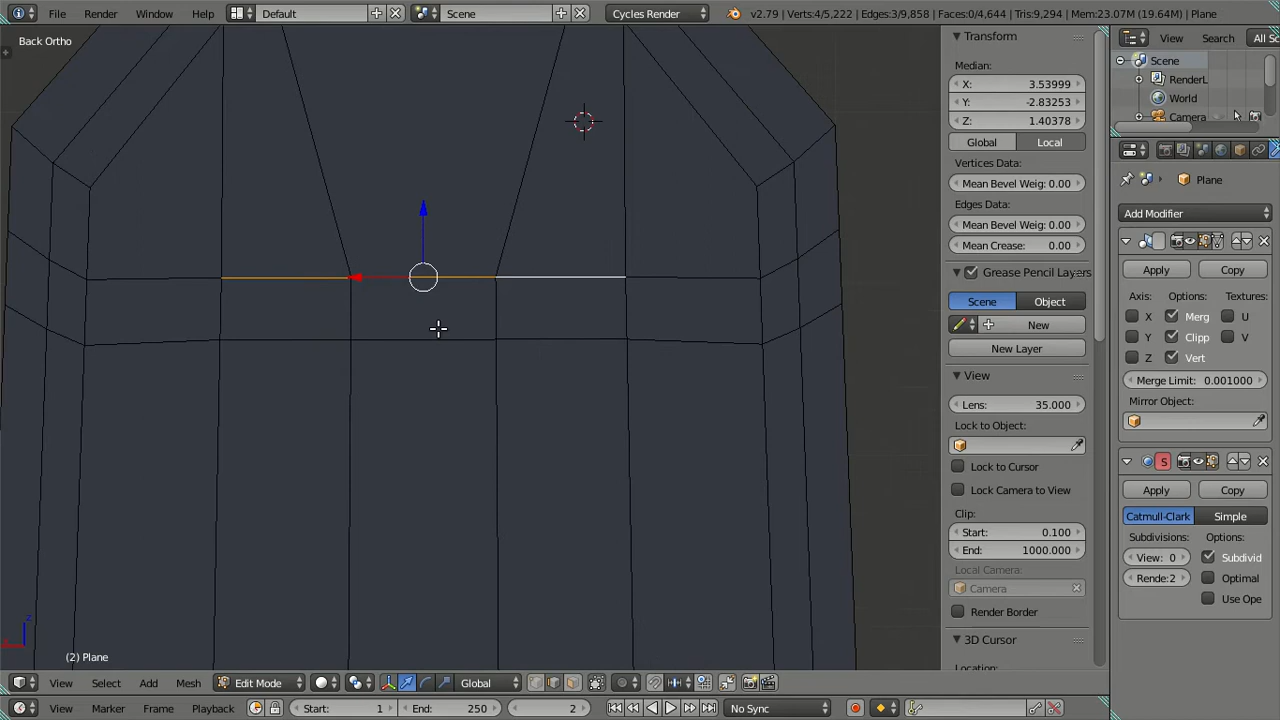 File Render Window Help Default Scene Cycles Render v2.79 | Verts:4/5,222 | Edges:3/9,858 | Faces:0/4,644 | Tris:9,294 | Mem:23.07M (19.64M) | Plane
Back Ortho
Transform
Median:
X: 3.53999
Y: -2.83253
Z: 1.40378
Global Local
Vertices Data:
Mean Bevel Weig: 0.00
Edges Data:
Mean Bevel Weig: 0.00
Mean Crease: 0.00
Grease Pencil Layers
Scene Object
New
New Layer
View
Lens: 35.000
Lock to Object:
Lock to Cursor
Lock Camera to View
Clip:
Start: 0.100
End: 1000.000
Local Camera:
Camera
Render Border
3D Cursor
Location:
View Search All Sc
Scene
RenderL
World
Camera
Plane
Add Modifier
Apply Copy
Axis: Options: Textures:
X Merg U
Y Clipp V
Z Vert
Merge Limit: 0.001000
Mirror Object:
S
Apply Copy
Catmull-Clark Simple
Subdivisions: Options:
View: 0 Subdivid
Rende:2 Optimal
Use Ope
z
x
(2) Plane
View Select Add Mesh Edit Mode Global
View Marker Frame Playback Start: 1 End: 250 2 No Sync